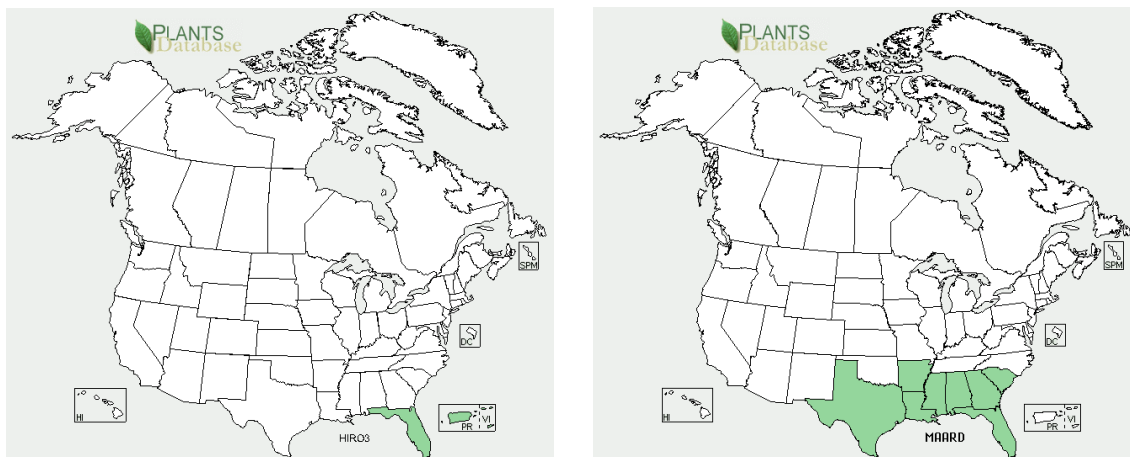 PLANTS
Database
SPM
DC
HI
PR
VI
HIRO3
PLANTS
Database
SPM
DC
HI
PR
VI
MAARD